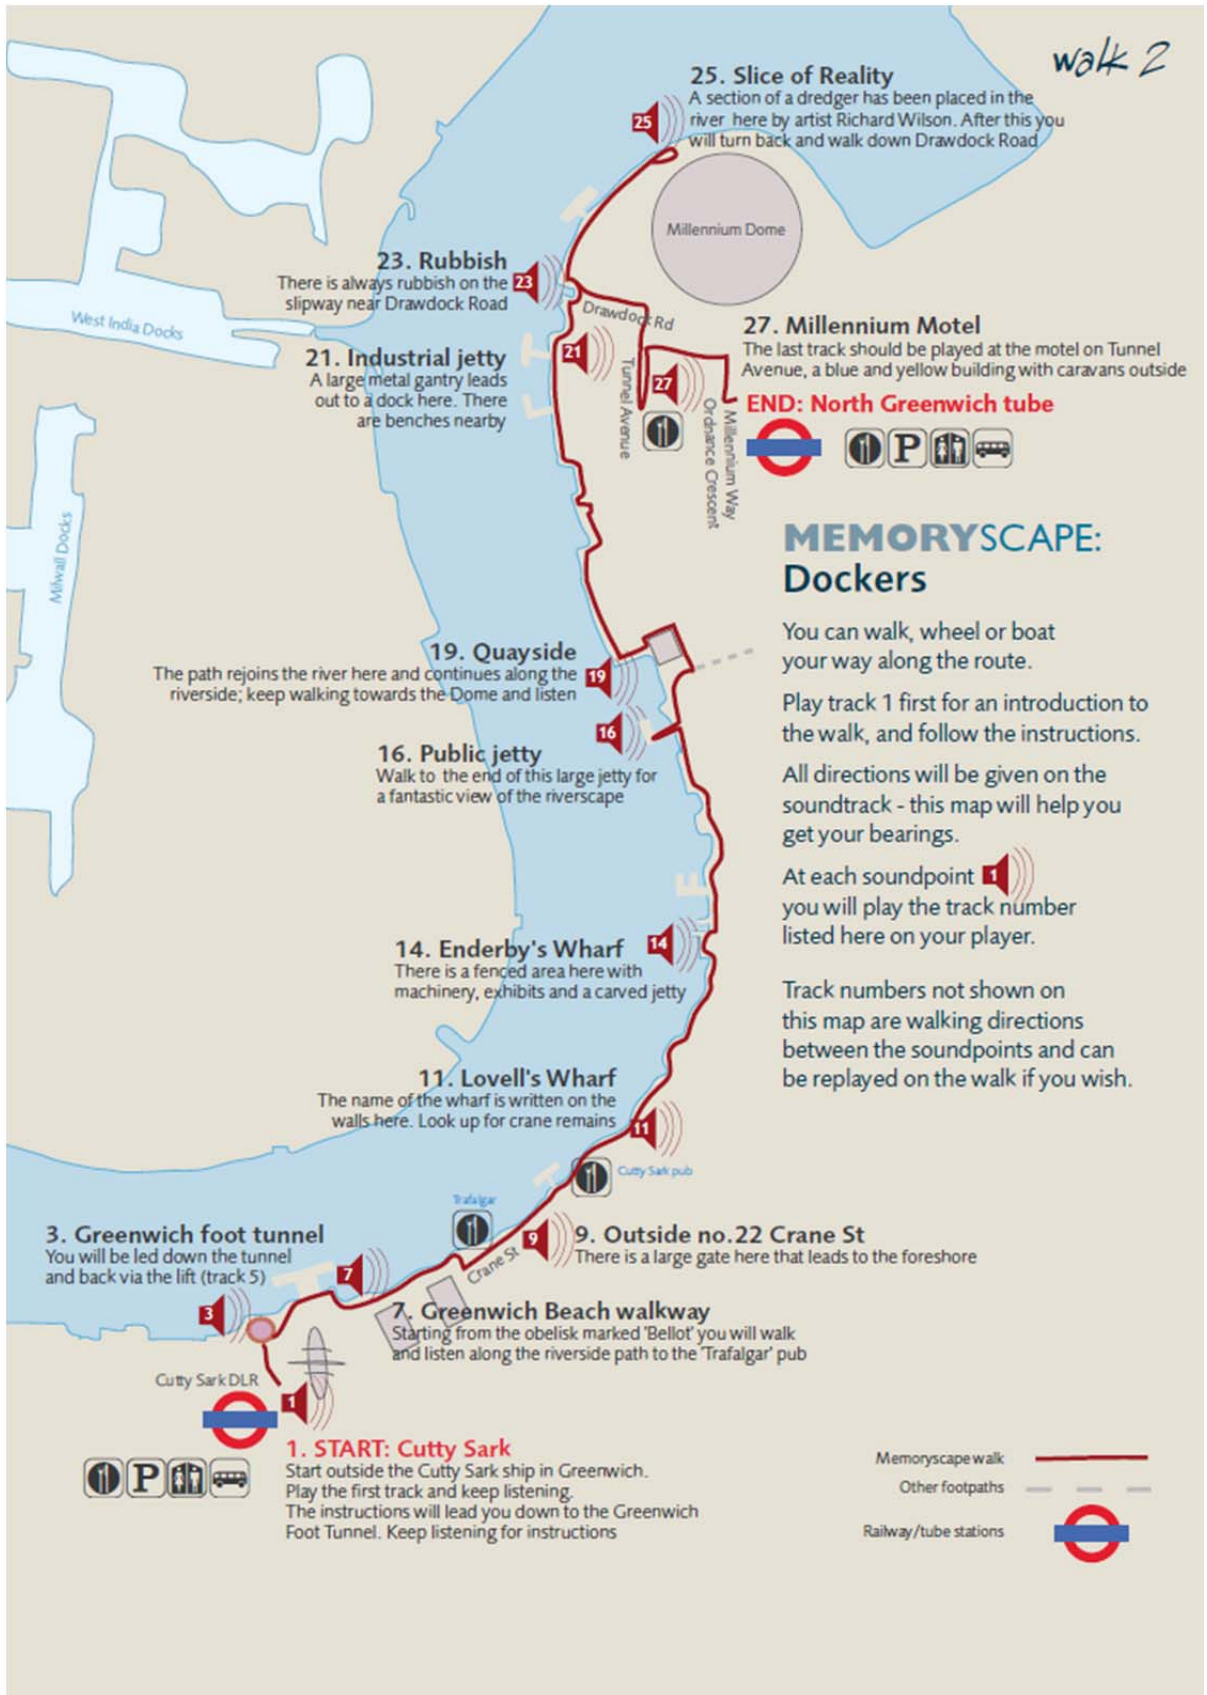 walk 2
25. Slice of Reality
A section of a dredger has been placed in the
river here by artist Richard Wilson. After this you
will turn back and walk down Drawdock Road
25
Millennium Dome
23. Rubbish
There is always rubbish on the
slipway near Drawdock Road
23
West India Docks
Drawdock Rd
21. Industrial jetty
A large metal gantry leads
out to a dock here. There
are benches nearby
21
Tunnel Avenue
27
Ordnance Crescent
Millennium Way
27. Millennium Motel
The last track should be played at the motel on Tunnel
Avenue, a blue and yellow building with caravans outside
END: North Greenwich tube
P
Milwall Docks
MEMORYSCAPE:
Dockers
You can walk, wheel or boat
your way along the route.
Play track 1 first for an introduction to
the walk, and follow the instructions.
All directions will be given on the
soundtrack - this map will help you
get your bearings.
At each soundpoint 1
you will play the track number
listed here on your player.
Track numbers not shown on
this map are walking directions
between the soundpoints and can
be replayed on the walk if you wish.
19. Quayside
The path rejoins the river here and continues along the
riverside; keep walking towards the Dome and listen
19
16
16. Public jetty
Walk to the end of this large jetty for
a fantastic view of the riverscape
14. Enderby's Wharf
There is a fenced area here with
machinery, exhibits and a carved jetty
14
11. Lovell's Wharf
The name of the wharf is written on the
walls here. Look up for crane remains
11
Cutty Sark pub
Trafalgar
3. Greenwich foot tunnel
You will be led down the tunnel
and back via the lift (track 5)
3
7
9
Crane St
9. Outside no.22 Crane St
There is a large gate here that leads to the foreshore
7. Greenwich Beach walkway
Starting from the obelisk marked 'Bellot' you will walk
and listen along the riverside path to the 'Trafalgar' pub
Cutty Sark DLR
1
P
1. START: Cutty Sark
Start outside the Cutty Sark ship in Greenwich.
Play the first track and keep listening.
The instructions will lead you down to the Greenwich
Foot Tunnel. Keep listening for instructions
Memoryscape walk
Other footpaths
Railway/tube stations